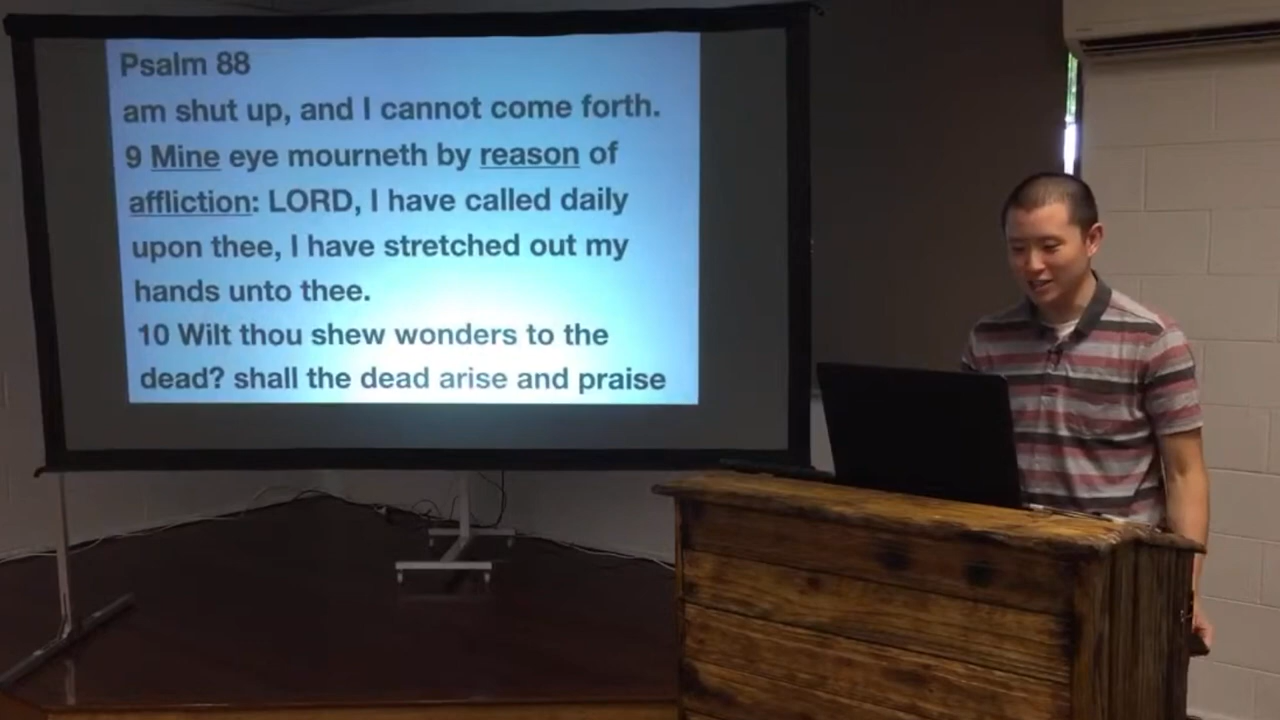 Psalm 88
am shut up, and I cannot come forth.
9 Mine eye mourneth by reason of
affliction: LORD, I have called daily
upon thee, I have stretched out my
hands unto thee.
10 Wilt thou shew wonders to the
dead? shall the dead arise and praise